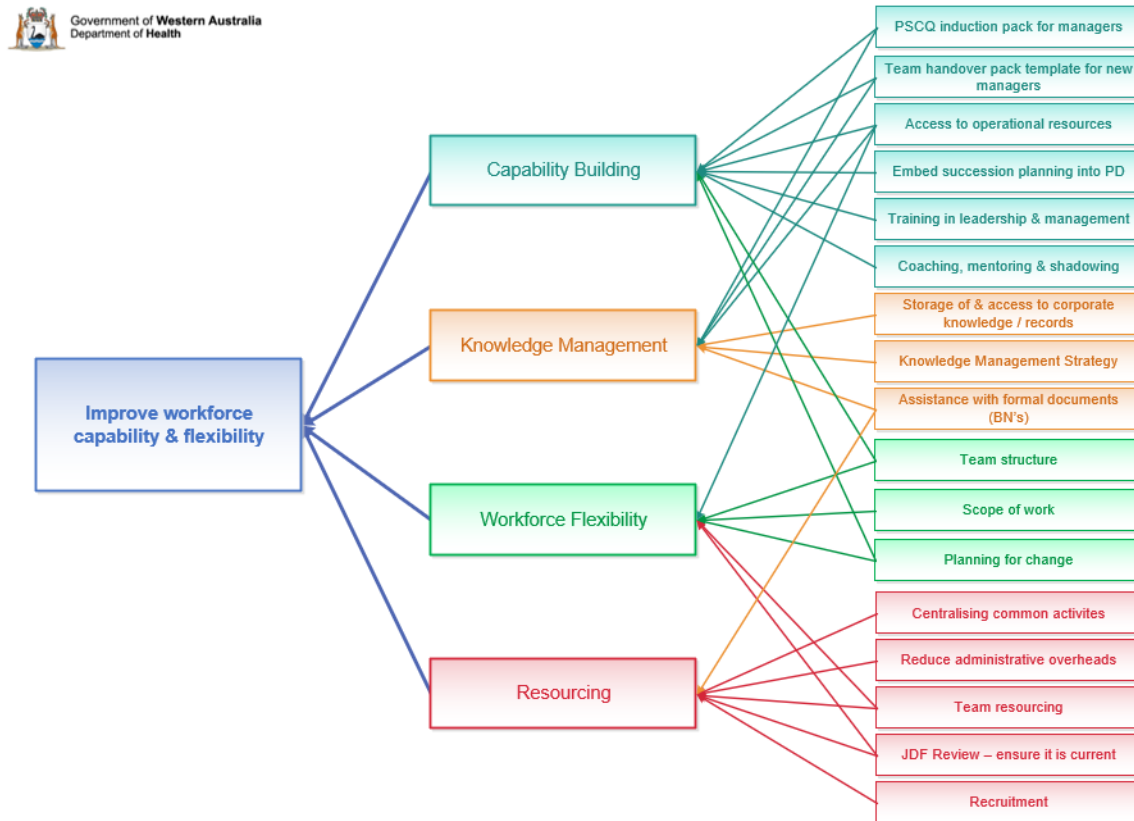 Government of Western Australia
Department of Health
PSCQ induction pack for managers
Team handover pack template for new
managers
Access to operational resources
Embed succession planning into PD
Training in leadership & management
Coaching, mentoring & shadowing
Storage of & access to corporate
knowledge / records
Knowledge Management Strategy
Assistance with formal documents
(BN's)
Team structure
Scope of work
Planning for change
Centralising common activites
Reduce administrative overheads
Team resourcing
JDF Review – ensure it is current
Recruitment
Capability Building
Knowledge Management
Workforce Flexibility
Resourcing
Improve workforce
capability & flexibility